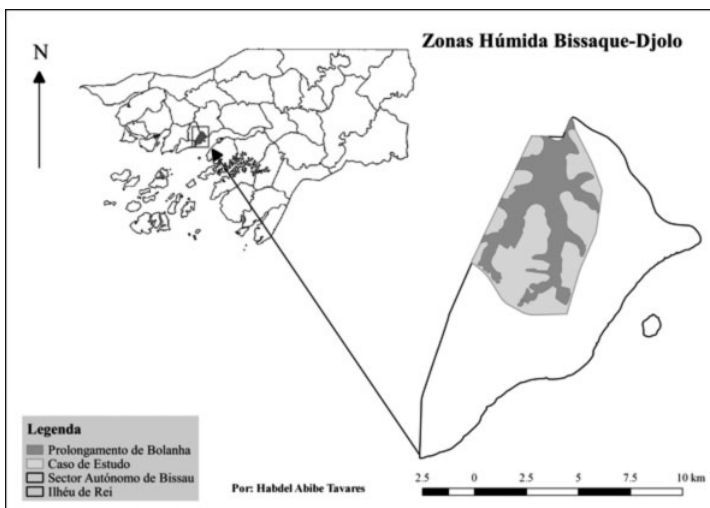 Zonas Húmida Bissaque-Djolo
N
Legenda
Prolongamento de Bolanha
Caso de Estudo
Sector Autónomo de Bissau
Ilhéu de Rei
Por: Habdel Abibe Tavares
2.5 0 2.5 5 7.5 10 km